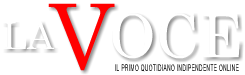 LA VOCE
IL PRIMO QUOTIDIANO INDIPENDENTE ONLINE